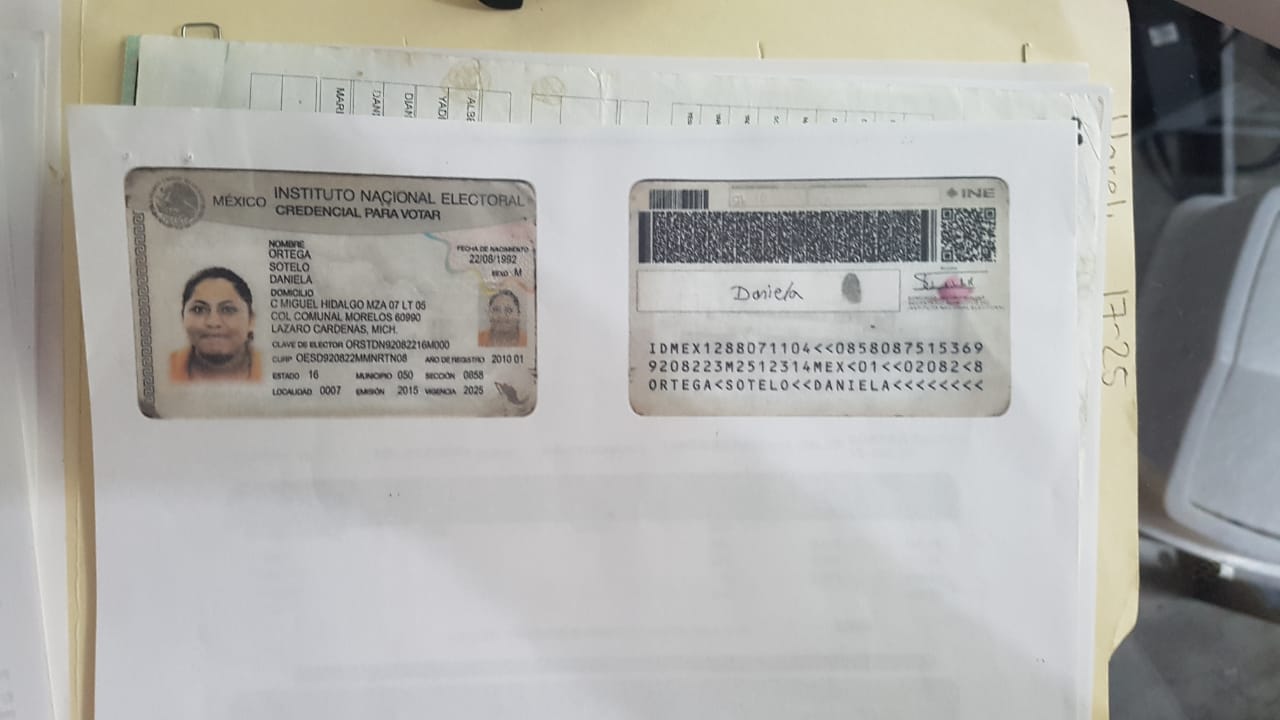 MARI
DANI
DIAN
YADI
ALBE
MÉXICO INSTITUTO NACIONAL ELECTORAL
CREDENCIAL PARA VOTAR
NOMBRE
ORTEGA
SOTELO
DANIELA
FECHA DE NACIMIENTO
22/08/1992
SEXO M
DOMICILIO
C MIGUEL HIDALGO MZA 07 LT 05
COL COMUNAL MORELOS 60990
LAZARO CARDENAS, MICH.
CLAVE DE ELECTOR ORSTDN92082216M000
CURP OESD920822MMNRTN08 AÑO DE REGISTRO 2010 01
ESTADO 16 MUNICIPIO 050 SECCIÓN 0858
LOCALIDAD 0007 EMISIÓN 2015 VIGENCIA 2025
INE
Daniela
IDMEX1288071104<<0858087515369
9208223M2512314MEX<01<<02082<8
ORTEGA<SOTELO<<DANIELA<<<<<<<<
17-25